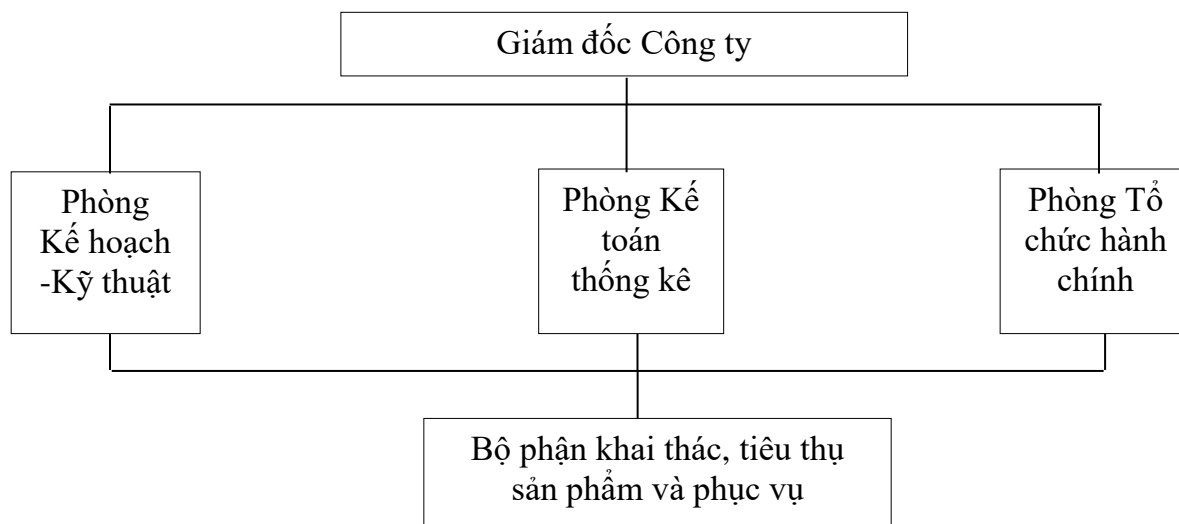 Giám đốc Công ty
Phòng
Kế hoạch
-Kỹ thuật
Phòng Kế
toán
thống kê
Phòng Tổ
chức hành
chính
Bộ phận khai thác, tiêu thụ
sản phẩm và phục vụ